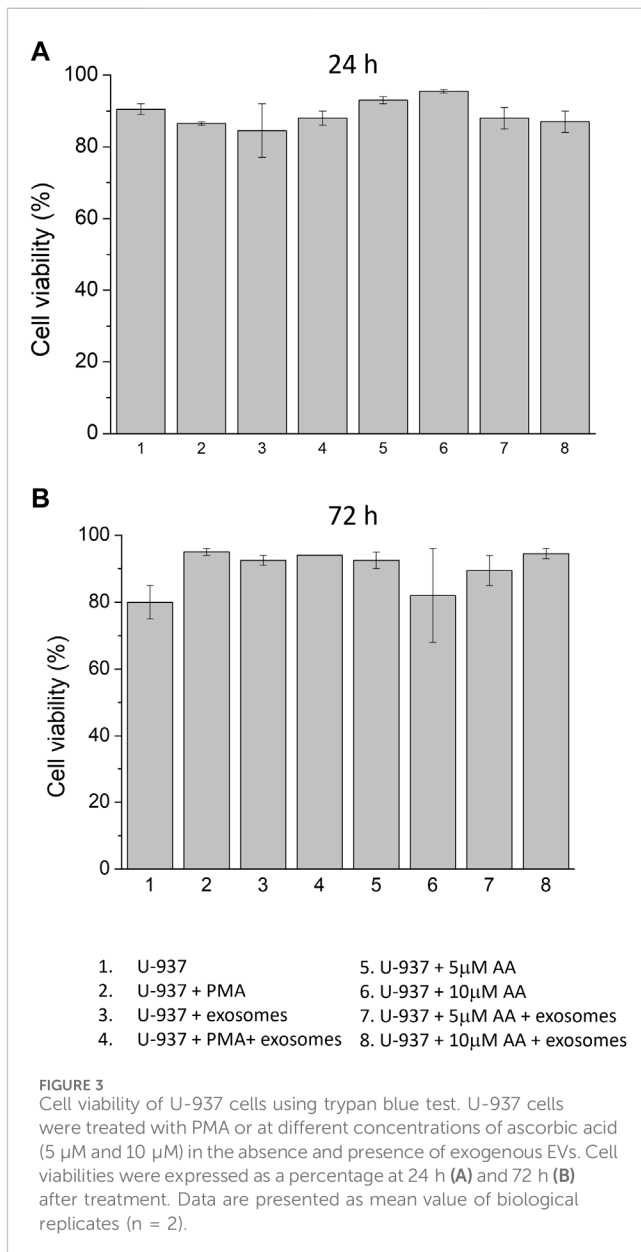 A
24 h
100
80
60
40
20
0
Cell viability (%)
1 2 3 4 5 6 7 8
B
72 h
100
80
60
40
20
0
Cell viability (%)
1 2 3 4 5 6 7 8
1. U-937
2. U-937 + PMA
3. U-937 + exosomes
4. U-937 + PMA+ exosomes
5. U-937 + 5μM AA
6. U-937 + 10μM AA
7. U-937 + 5μM AA + exosomes
8. U-937 + 10μM AA + exosomes
FIGURE 3
Cell viability of U-937 cells using trypan blue test. U-937 cells
were treated with PMA or at different concentrations of ascorbic acid
(5 μM and 10 μM) in the absence and presence of exogenous EVs. Cell
viabilities were expressed as a percentage at 24 h (A) and 72 h (B)
after treatment. Data are presented as mean value of biological
replicates (n = 2).